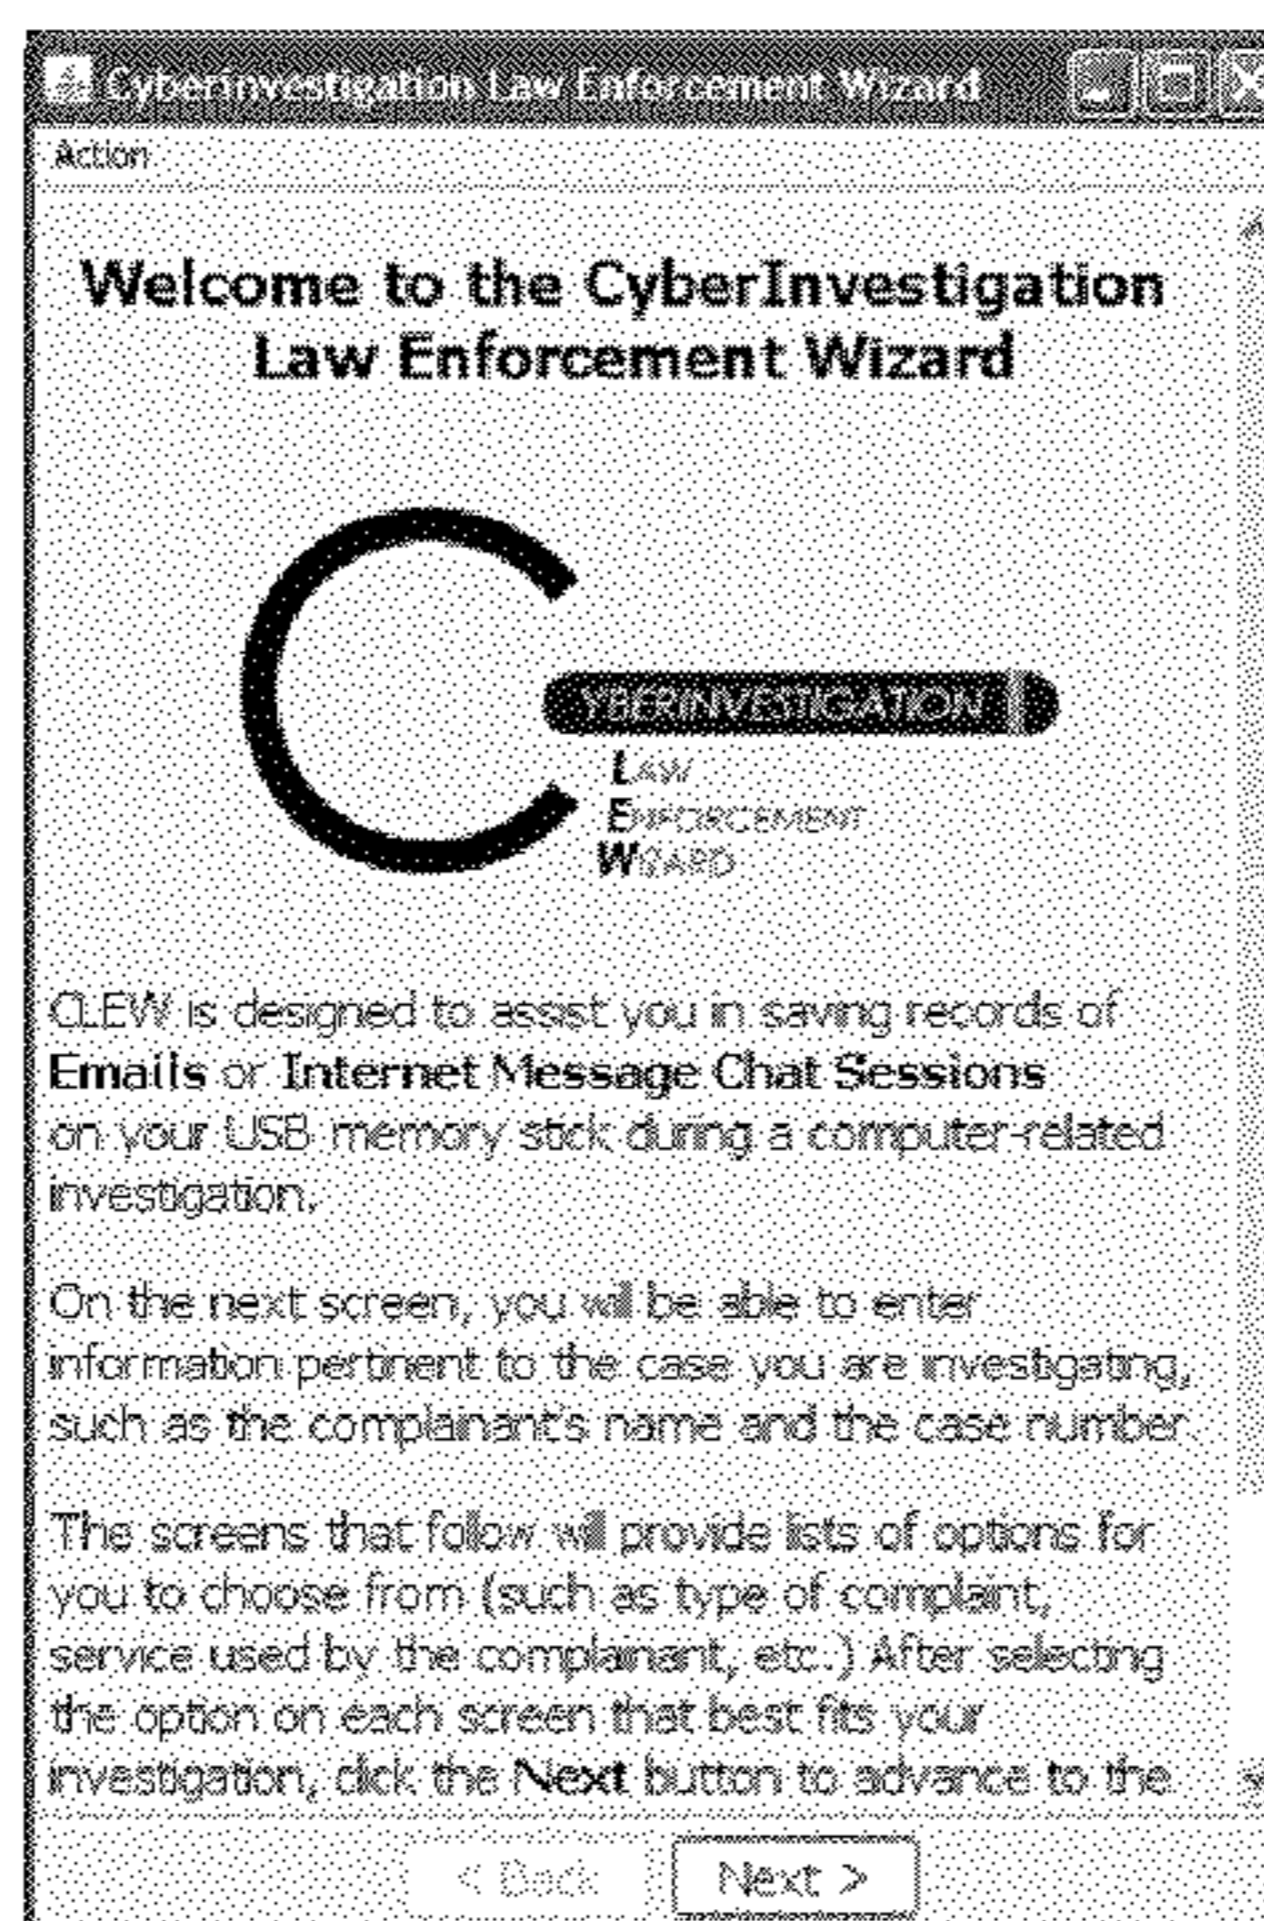 Cyberinvestigation Law Enforcement Wizard
Action
Welcome to the CyberInvestigation
Law Enforcement Wizard
YBERINVESTIGATION
LAW
ENFORCEMENT
WIZARD
CLEW is designed to assist you in saving records of
Emails or Internet Message Chat Sessions
on your USB memory stick during a computer-related
investigation.
On the next screen, you will be able to enter
information pertinent to the case you are investigating,
such as the complainant's name and the case number.
The screens that follow will provide lists of options for
you to choose from (such as type of complaint,
service used by the complainant, etc.) After selecting
the option on each screen that best fits your
investigation, click the Next button to advance to the
< Back
Next >